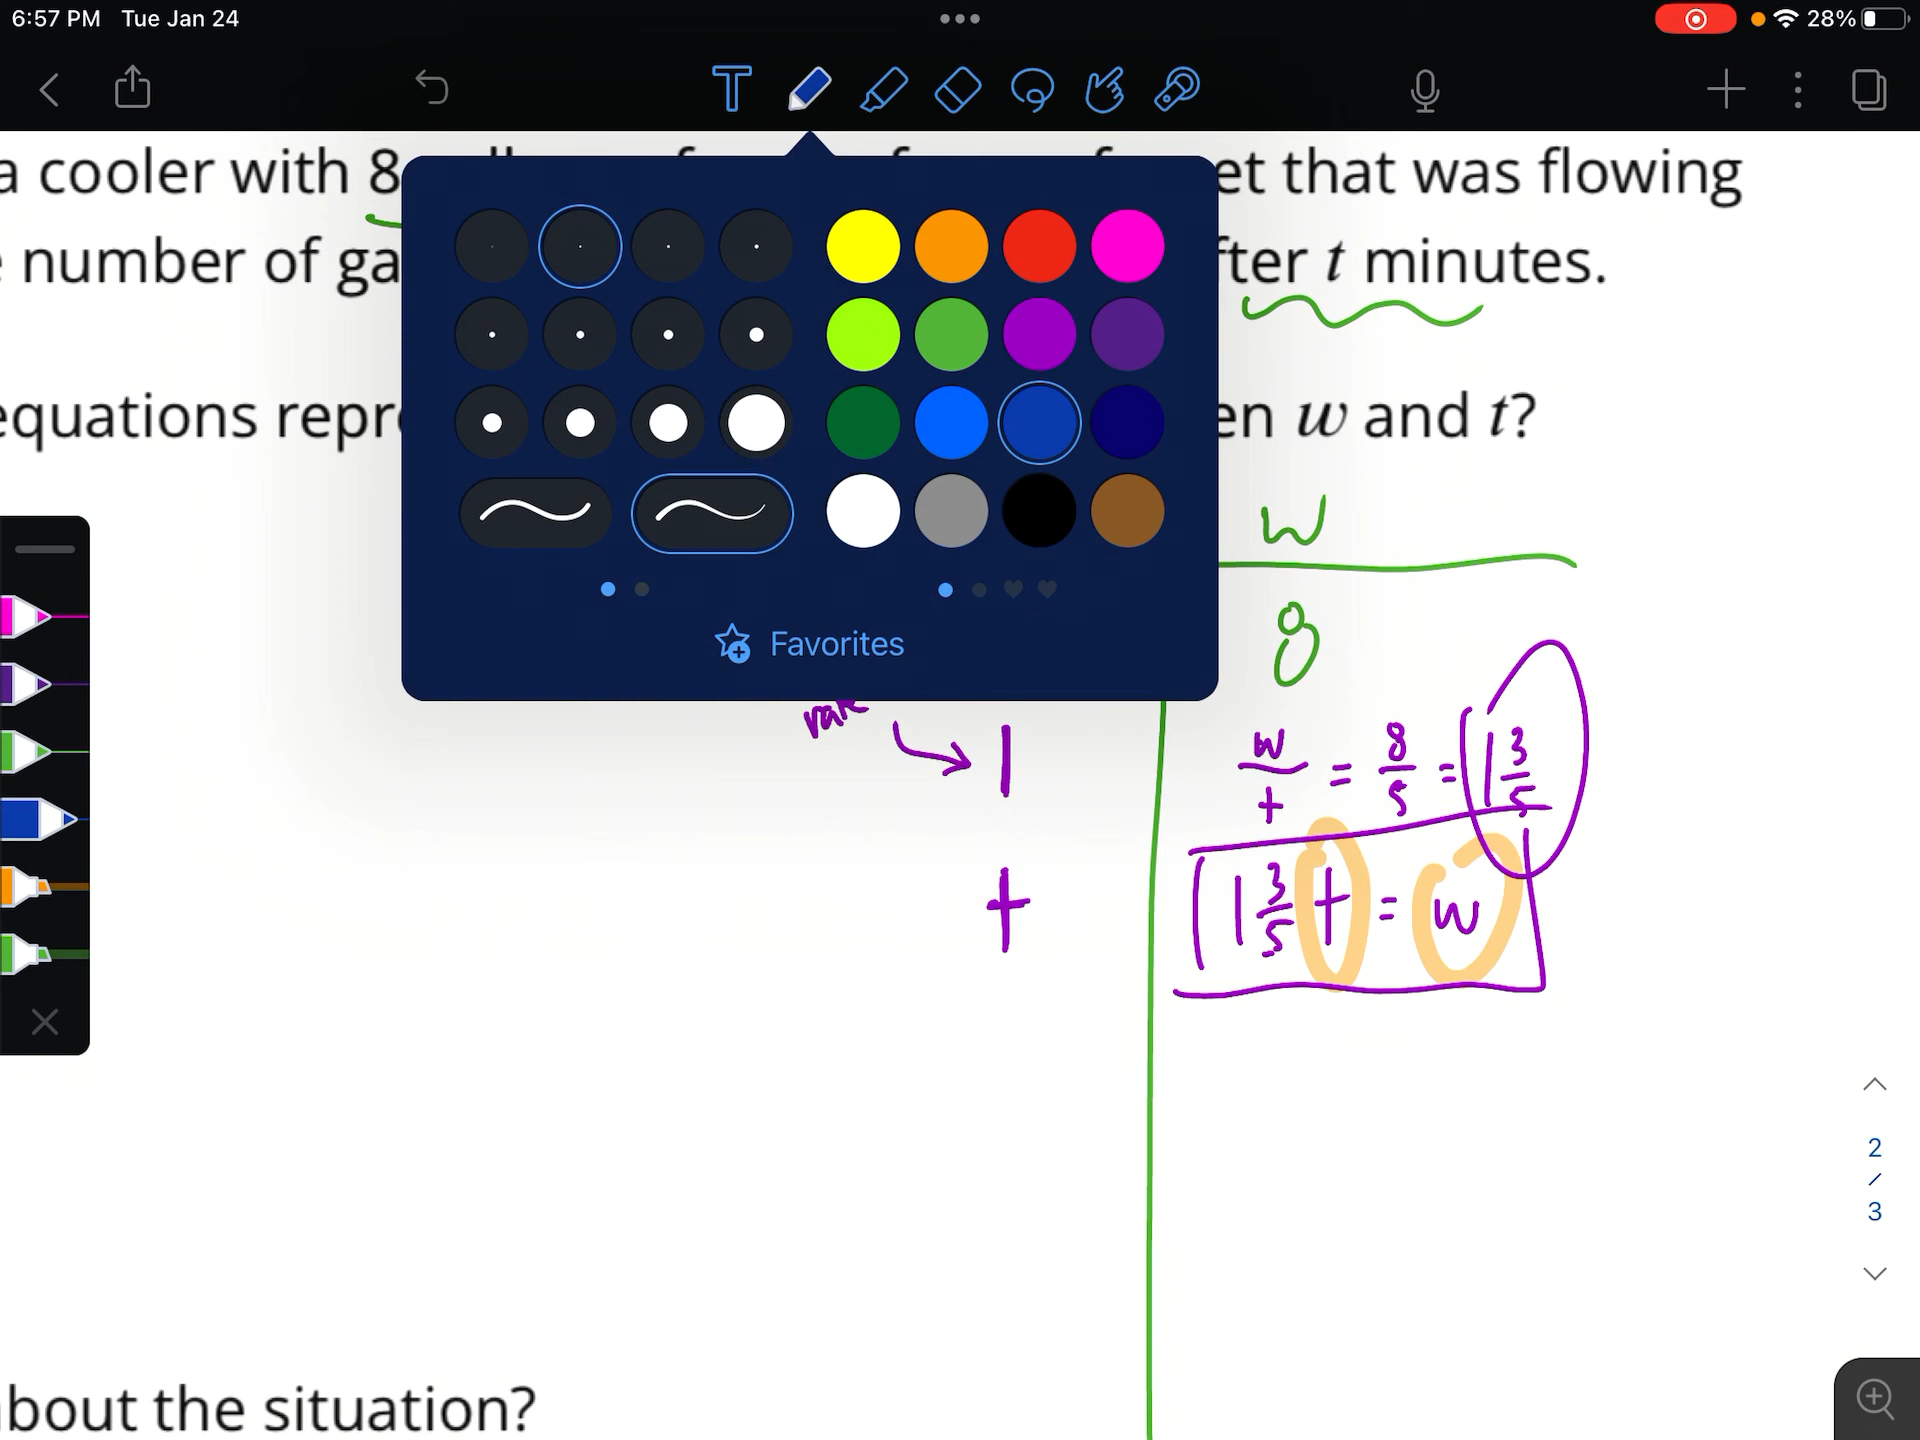 6:57 PM Tue Jan 24
28%
T
a cooler with 8
et that was flowing
number of ga
ter t minutes.
equations repr
en w and t?
Favorites
w
8
rate
1
w/t = 8/5 = 1 3/5
t
1 3/5 t = w
2
/
3
bout the situation?